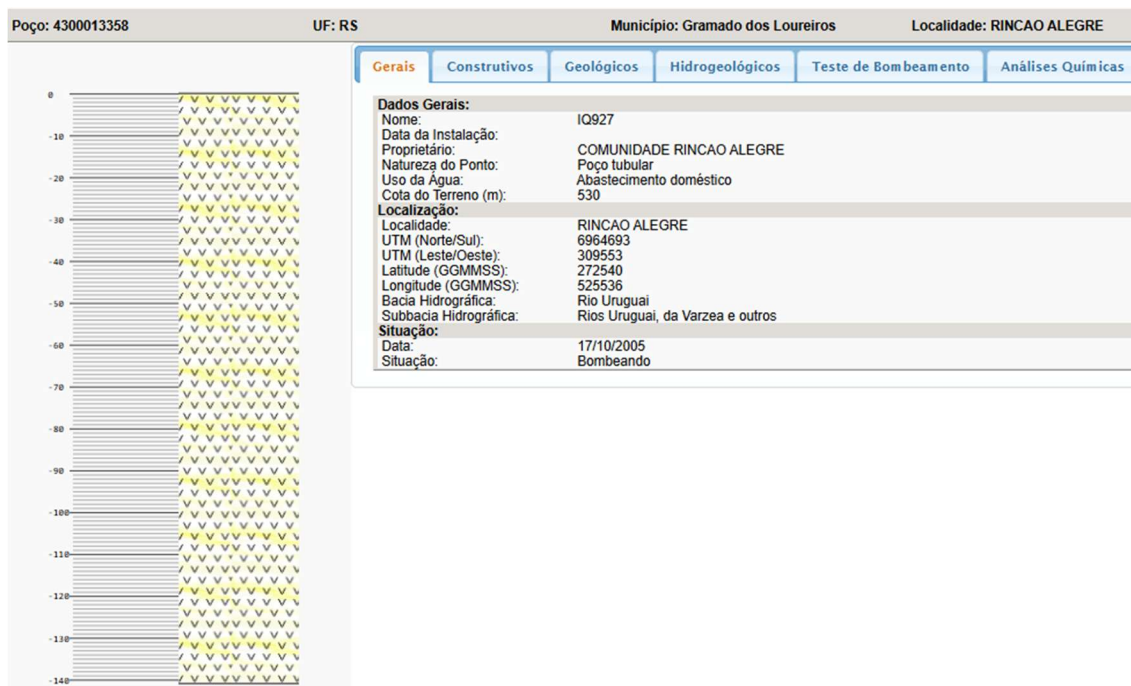 Poço: 4300013358 UF: RS Município: Gramado dos Loureiros Localidade: RINCAO ALEGRE
Gerais Construtivos Geológicos Hidrogeológicos Teste de Bombeamento Análises Químicas
Dados Gerais:
Nome: IQ927
Data da Instalação:
Proprietário: COMUNIDADE RINCAO ALEGRE
Natureza do Ponto: Poço tubular
Uso da Água: Abastecimento doméstico
Cota do Terreno (m): 530
Localização:
Localidade: RINCAO ALEGRE
UTM (Norte/Sul): 6964693
UTM (Leste/Oeste): 309553
Latitude (GGMMSS): 272540
Longitude (GGMMSS): 525536
Bacia Hidrográfica: Rio Uruguai
Subbacia Hidrográfica: Rios Uruguai, da Varzea e outros
Situação:
Data: 17/10/2005
Situação: Bombeando
0
-10
-20
-30
-40
-50
-60
-70
-80
-90
-100
-110
-120
-130
-140